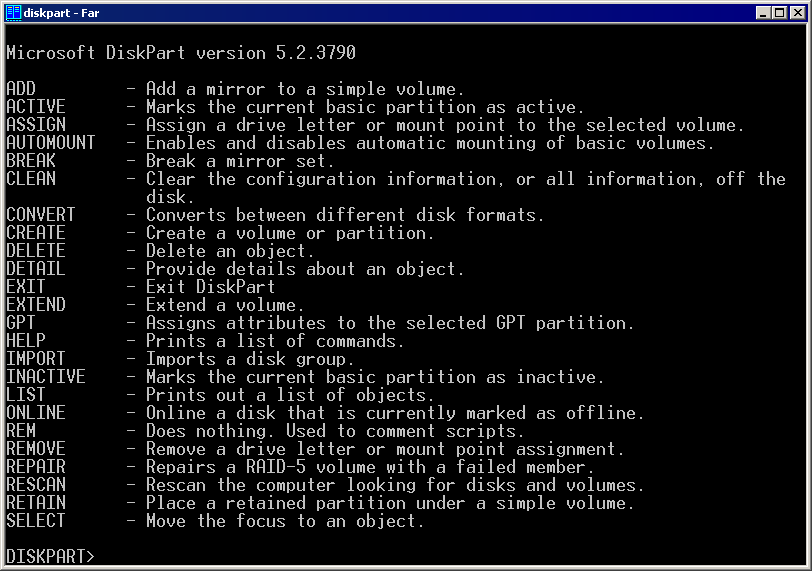 diskpart - Far
Microsoft DiskPart version 5.2.3790
ADD - Add a mirror to a simple volume.
ACTIVE - Marks the current basic partition as active.
ASSIGN - Assign a drive letter or mount point to the selected volume.
AUTOMOUNT - Enables and disables automatic mounting of basic volumes.
BREAK - Break a mirror set.
CLEAN - Clear the configuration information, or all information, off the
disk.
CONVERT - Converts between different disk formats.
CREATE - Create a volume or partition.
DELETE - Delete an object.
DETAIL - Provide details about an object.
EXIT - Exit DiskPart
EXTEND - Extend a volume.
GPT - Assigns attributes to the selected GPT partition.
HELP - Prints a list of commands.
IMPORT - Imports a disk group.
INACTIVE - Marks the current basic partition as inactive.
LIST - Prints out a list of objects.
ONLINE - Online a disk that is currently marked as offline.
REM - Does nothing. Used to comment scripts.
REMOVE - Remove a drive letter or mount point assignment.
REPAIR - Repairs a RAID-5 volume with a failed member.
RESCAN - Rescan the computer looking for disks and volumes.
RETAIN - Place a retained partition under a simple volume.
SELECT - Move the focus to an object.
DISKPART>